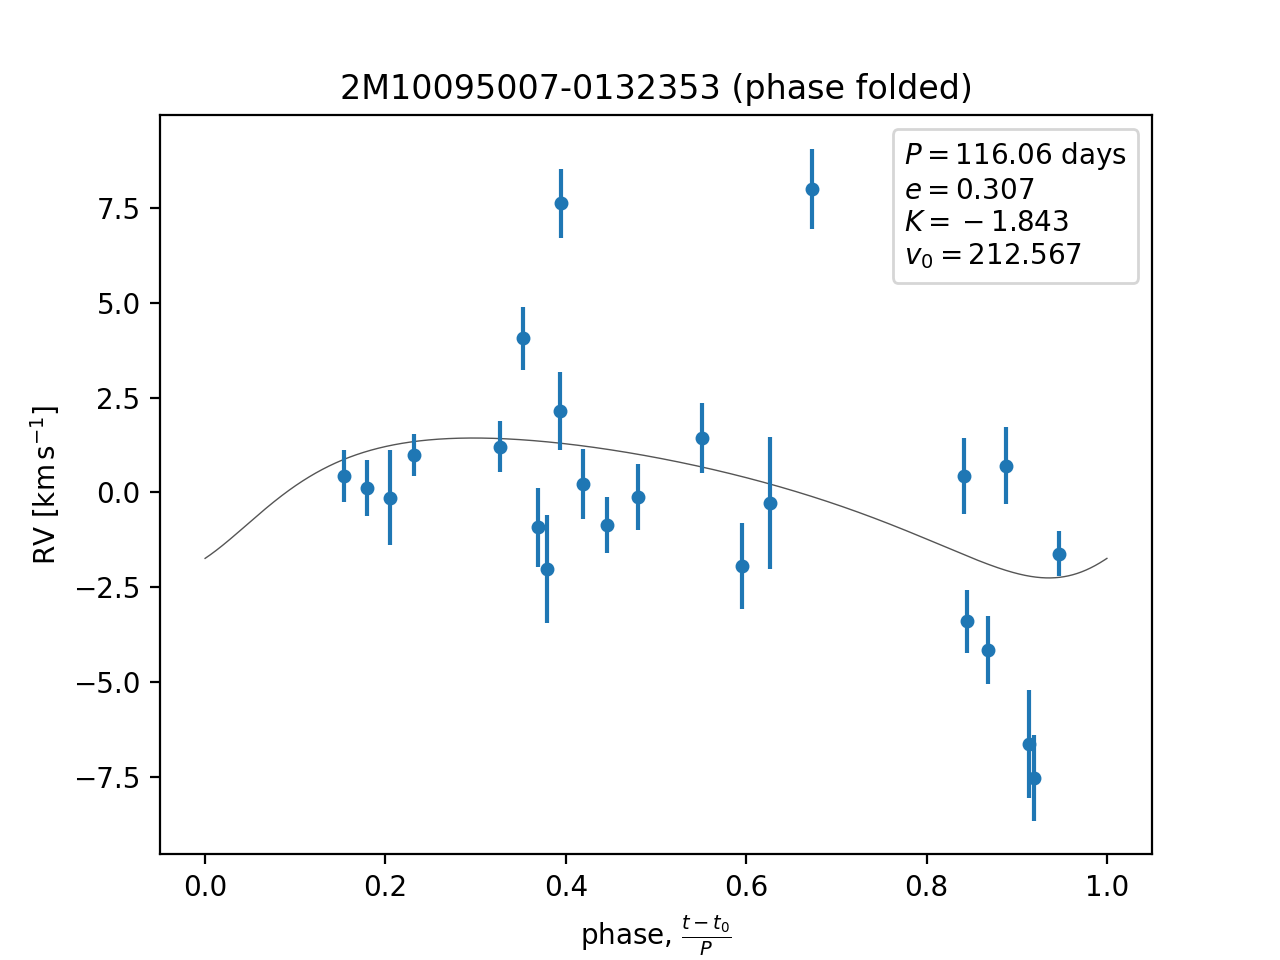 2M10095007-0132353 (phase folded)
P = 116.06 days
e = 0.307
K = −1.843
v₀ = 212.567
7.5
5.0
2.5
0.0
−2.5
−5.0
−7.5
RV [km s⁻¹]
0.0 0.2 0.4 0.6 0.8 1.0
phase, (t − t₀)/P